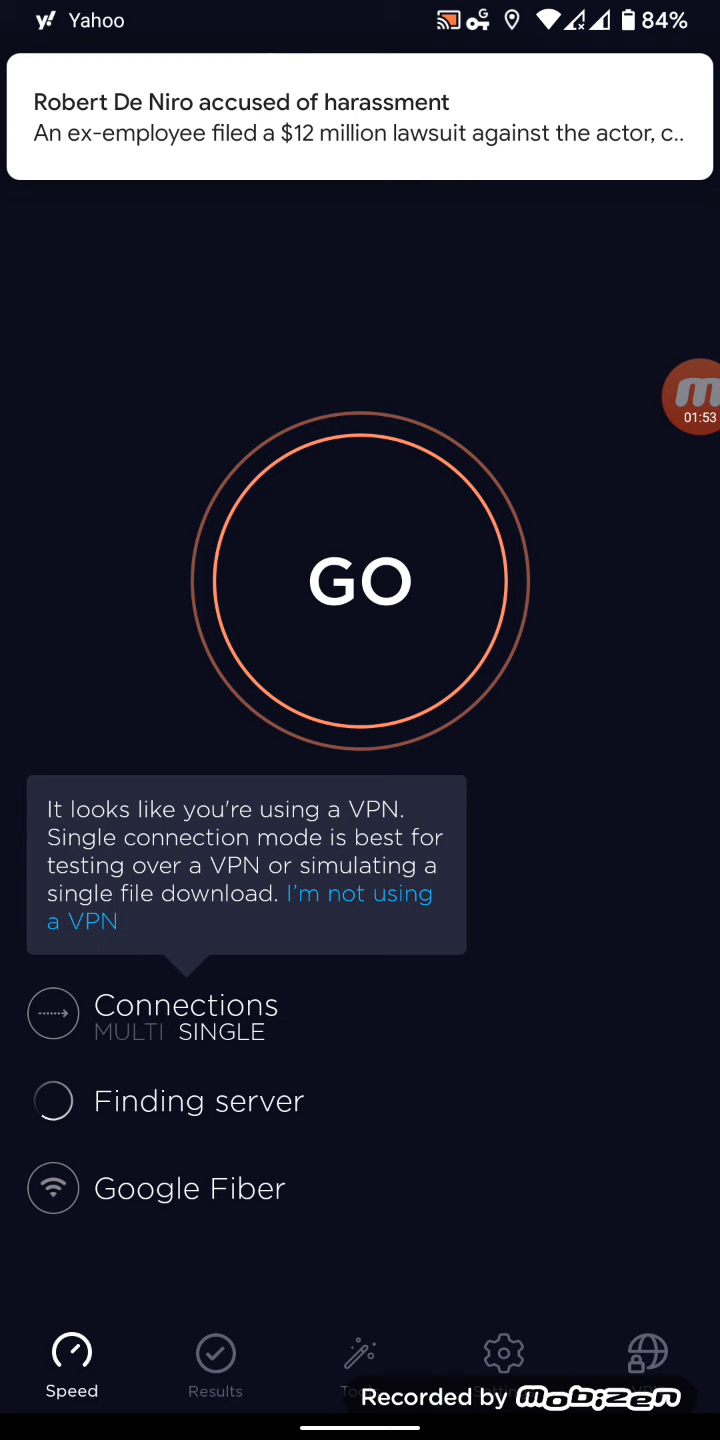 Yahoo
G
84%
Robert De Niro accused of harassment
An ex-employee filed a $12 million lawsuit against the actor, c..
01:53
GO
It looks like you're using a VPN.
Single connection mode is best for
testing over a VPN or simulating a
single file download. I'm not using
a VPN
Connections
MULTI SINGLE
Finding server
Google Fiber
Speed
Results
Recorded by mobizen